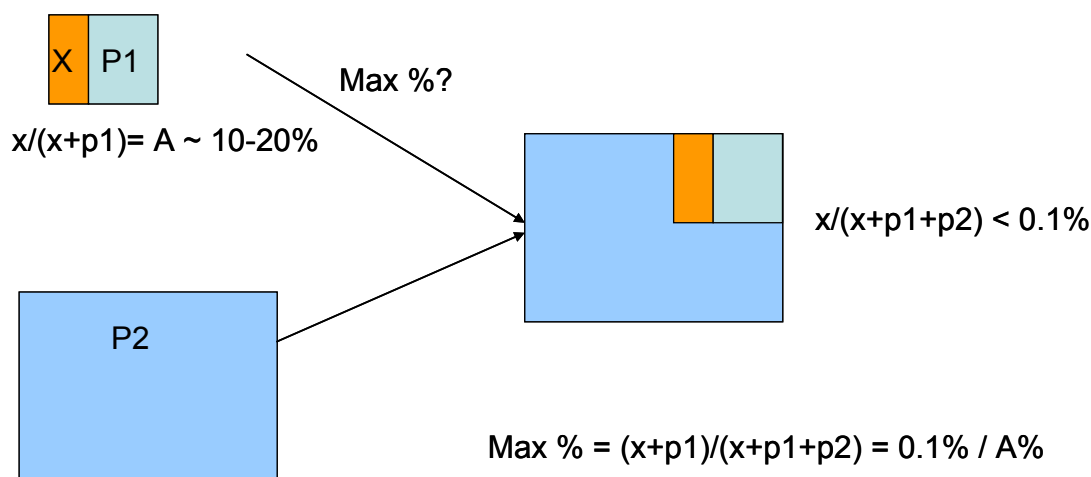 X P1
Max %?
x/(x+p1)= A ~ 10-20%
x/(x+p1+p2) < 0.1%
P2
Max % = (x+p1)/(x+p1+p2) = 0.1% / A%